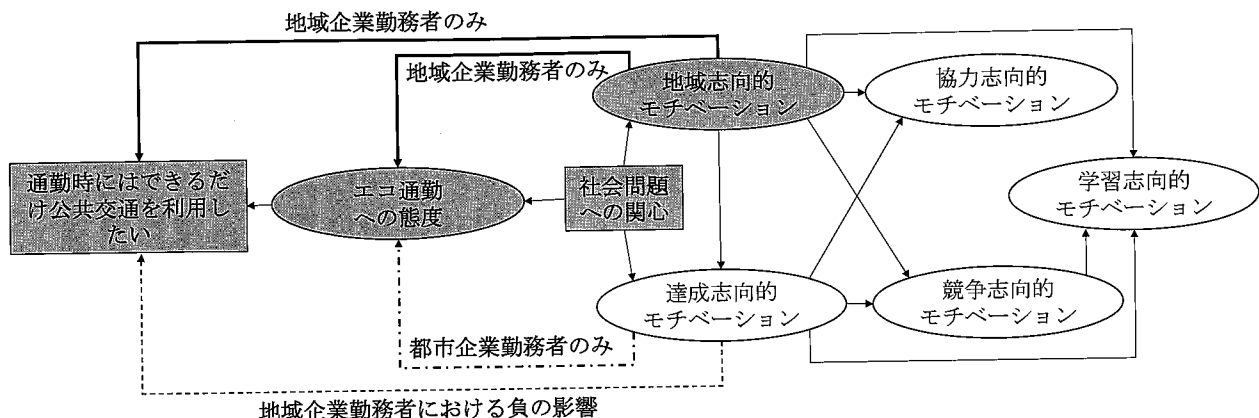 地域企業勤務者のみ
地域企業勤務者のみ
地域志向的
モチベーション
協力志向的
モチベーション
通勤時にはできるだ
け公共交通を利用し
たい
エコ通勤
への態度
社会問題
への関心
学習志向的
モチベーション
達成志向的
モチベーション
競争志向的
モチベーション
都市企業勤務者のみ
地域企業勤務者における負の影響